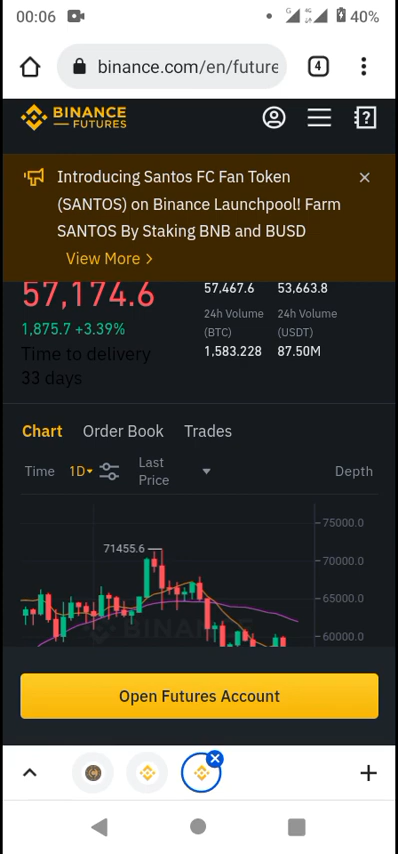 00:06 G 4G 40%
binance.com/en/future 4
BINANCE
FUTURES
Introducing Santos FC Fan Token
(SANTOS) on Binance Launchpool! Farm
SANTOS By Staking BNB and BUSD
View More >
57,174.6 57,467.6 53,663.8
1,875.7 +3.39%
24h Volume 24h Volume
(BTC) (USDT)
1,583.228 87.50M
Time to delivery
33 days
Chart Order Book Trades
Time 1D Last Price Depth
75000.0
71455.6
70000.0
65000.0
BINANCE
60000.0
Open Futures Account